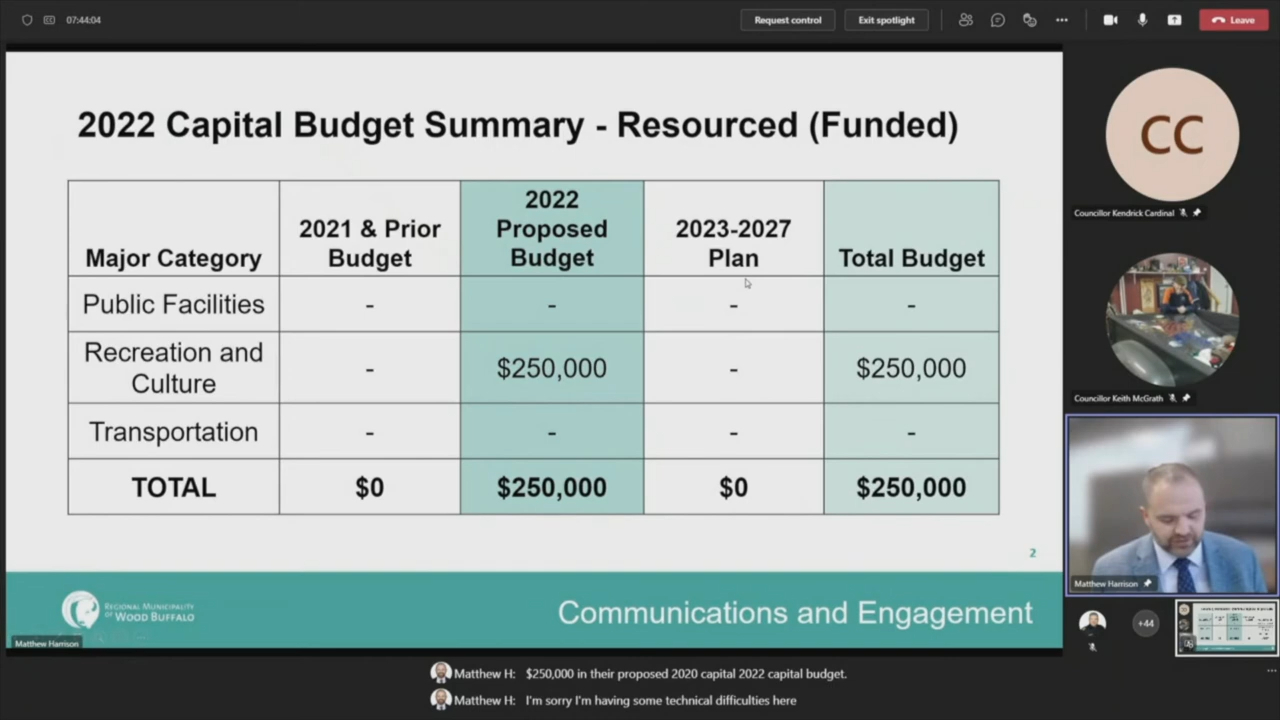 07:44:04
Request control
Exit spotlight
Leave
2022 Capital Budget Summary - Resourced (Funded)
Major Category
2021 & Prior
Budget
2022
Proposed
Budget
2023-2027
Plan
Total Budget
Public Facilities - - - -
Recreation and
Culture
- $250,000 - $250,000
Transportation - - - -
TOTAL $0 $250,000 $0 $250,000
2
REGIONAL MUNICIPALITY
OF WOOD BUFFALO
Communications and Engagement
Matthew Harrison
CC
Councillor Kendrick Cardinal
Councillor Keith McGrath
Matthew Harrison
+44
Matthew H: $250,000 in their proposed 2020 capital 2022 capital budget.
Matthew H: I'm sorry I'm having some technical difficulties here